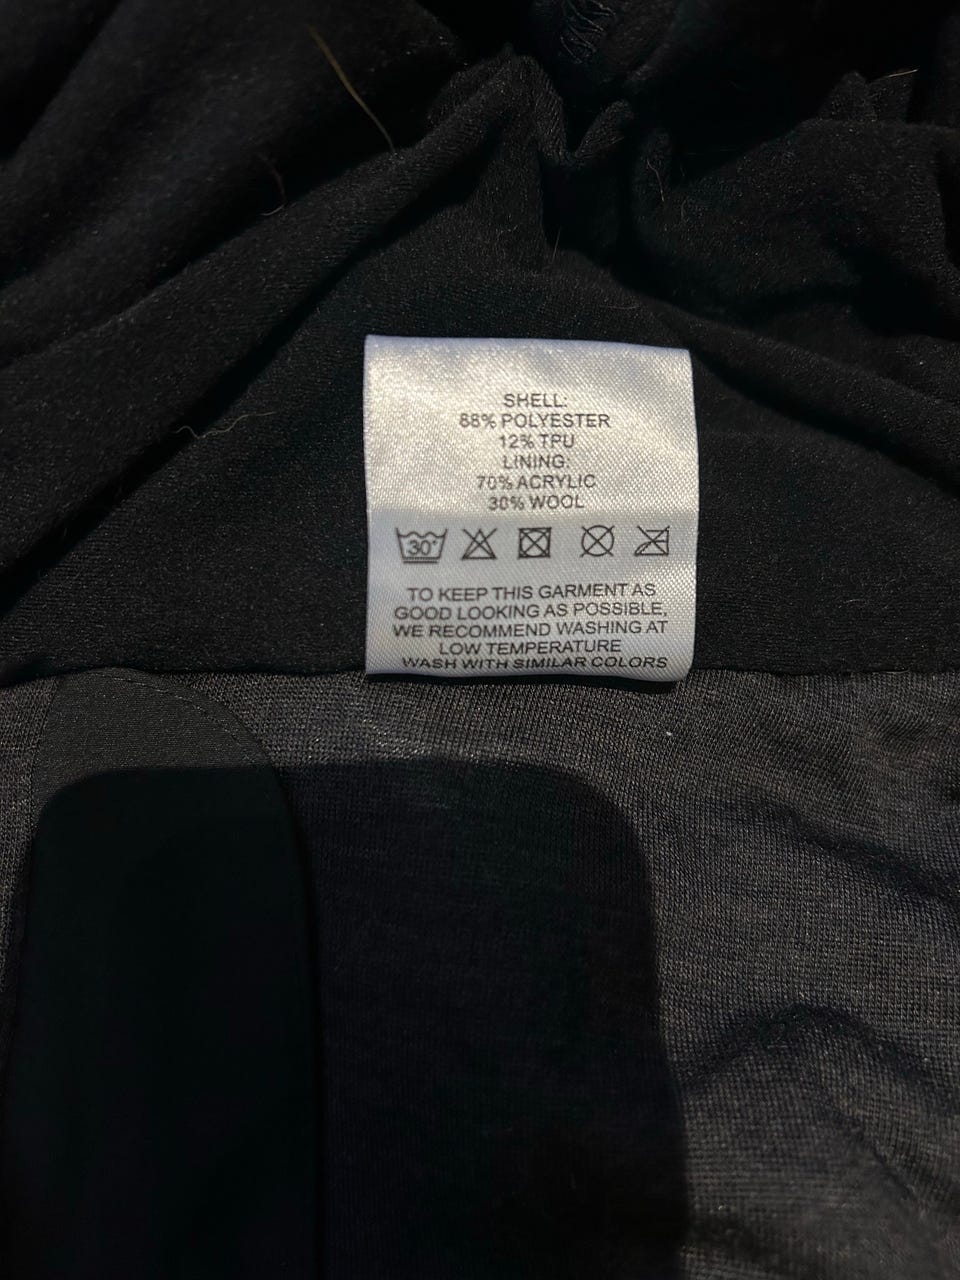 SHELL:
88% POLYESTER
12% TPU
LINING:
70% ACRYLIC
30% WOOL
30°
TO KEEP THIS GARMENT AS
GOOD LOOKING AS POSSIBLE,
WE RECOMMEND WASHING AT
LOW TEMPERATURE
WASH WITH SIMILAR COLORS